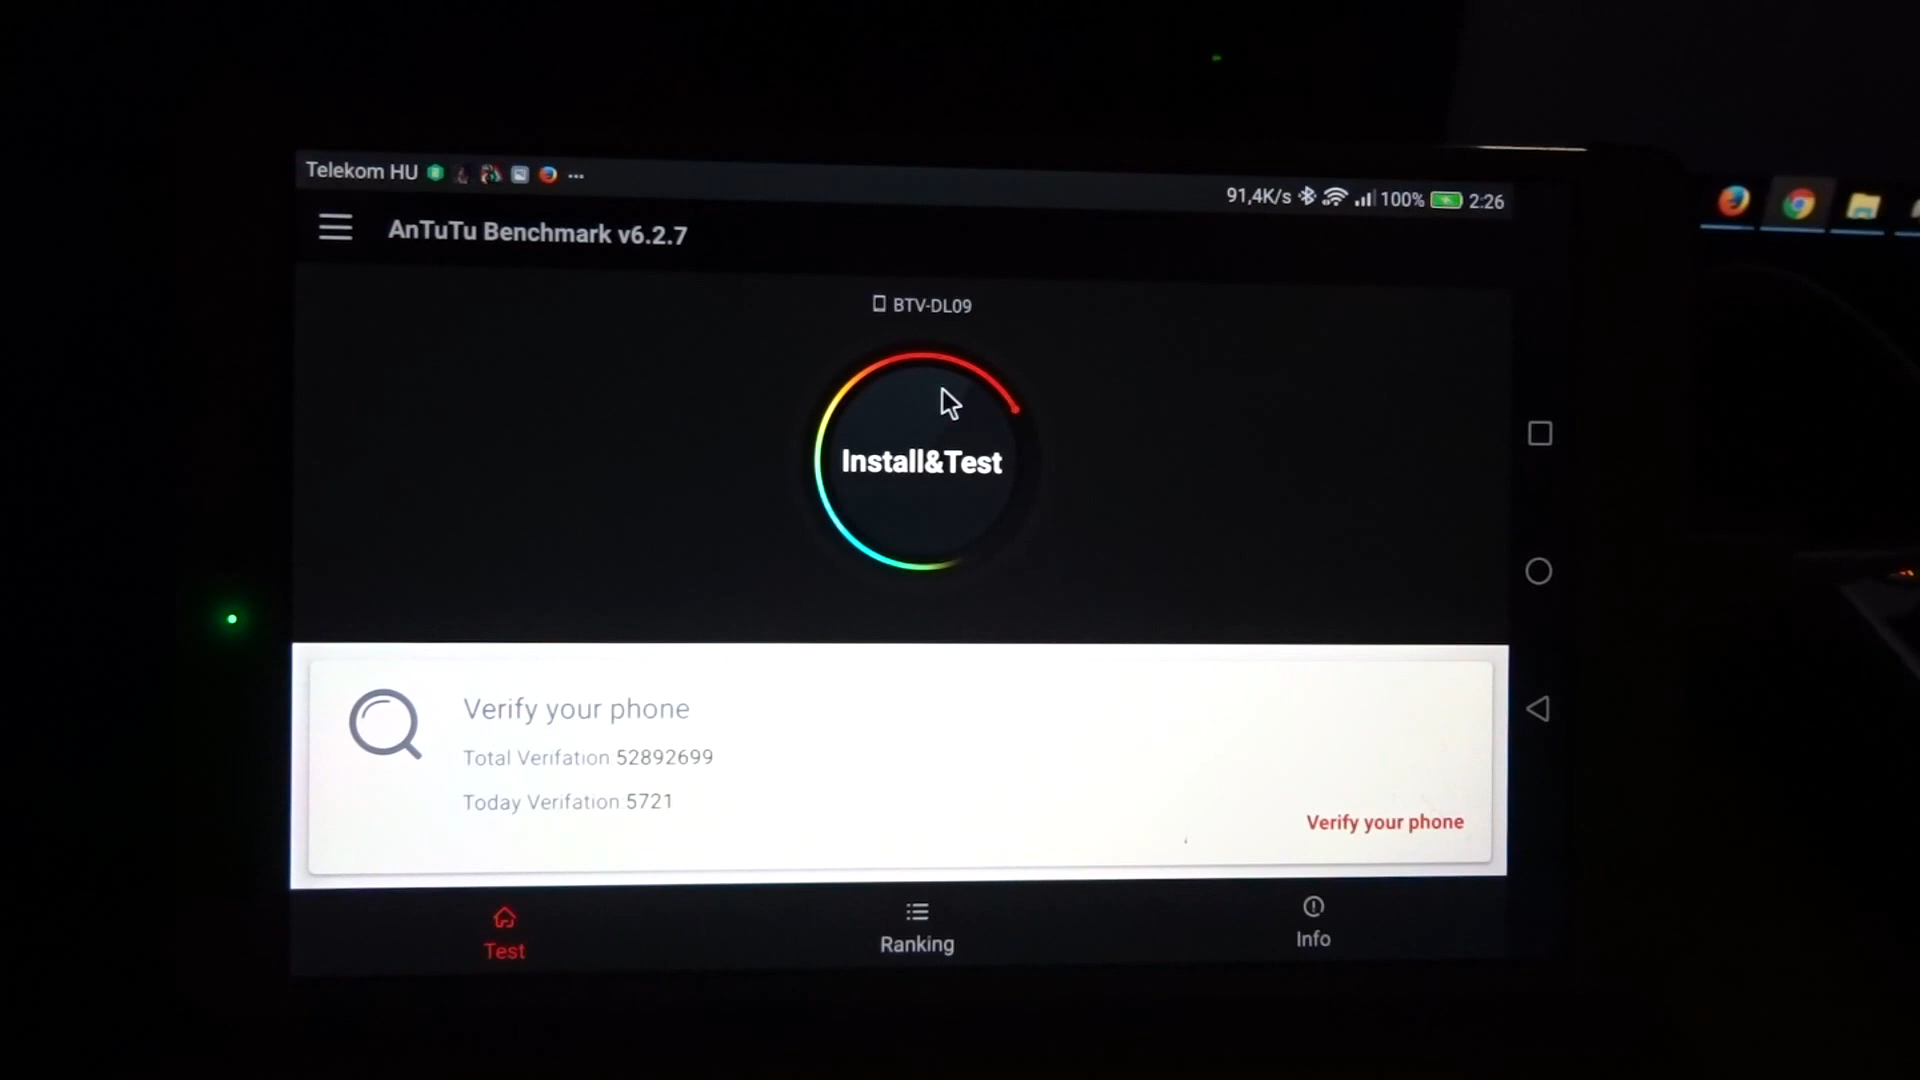 Telekom HU ...
91,4K/s 100% 2:26
AnTuTu Benchmark v6.2.7
BTV-DL09
Install&Test
Verify your phone
Total Verifation 52892699
Today Verifation 5721
Verify your phone
Test
Ranking
Info